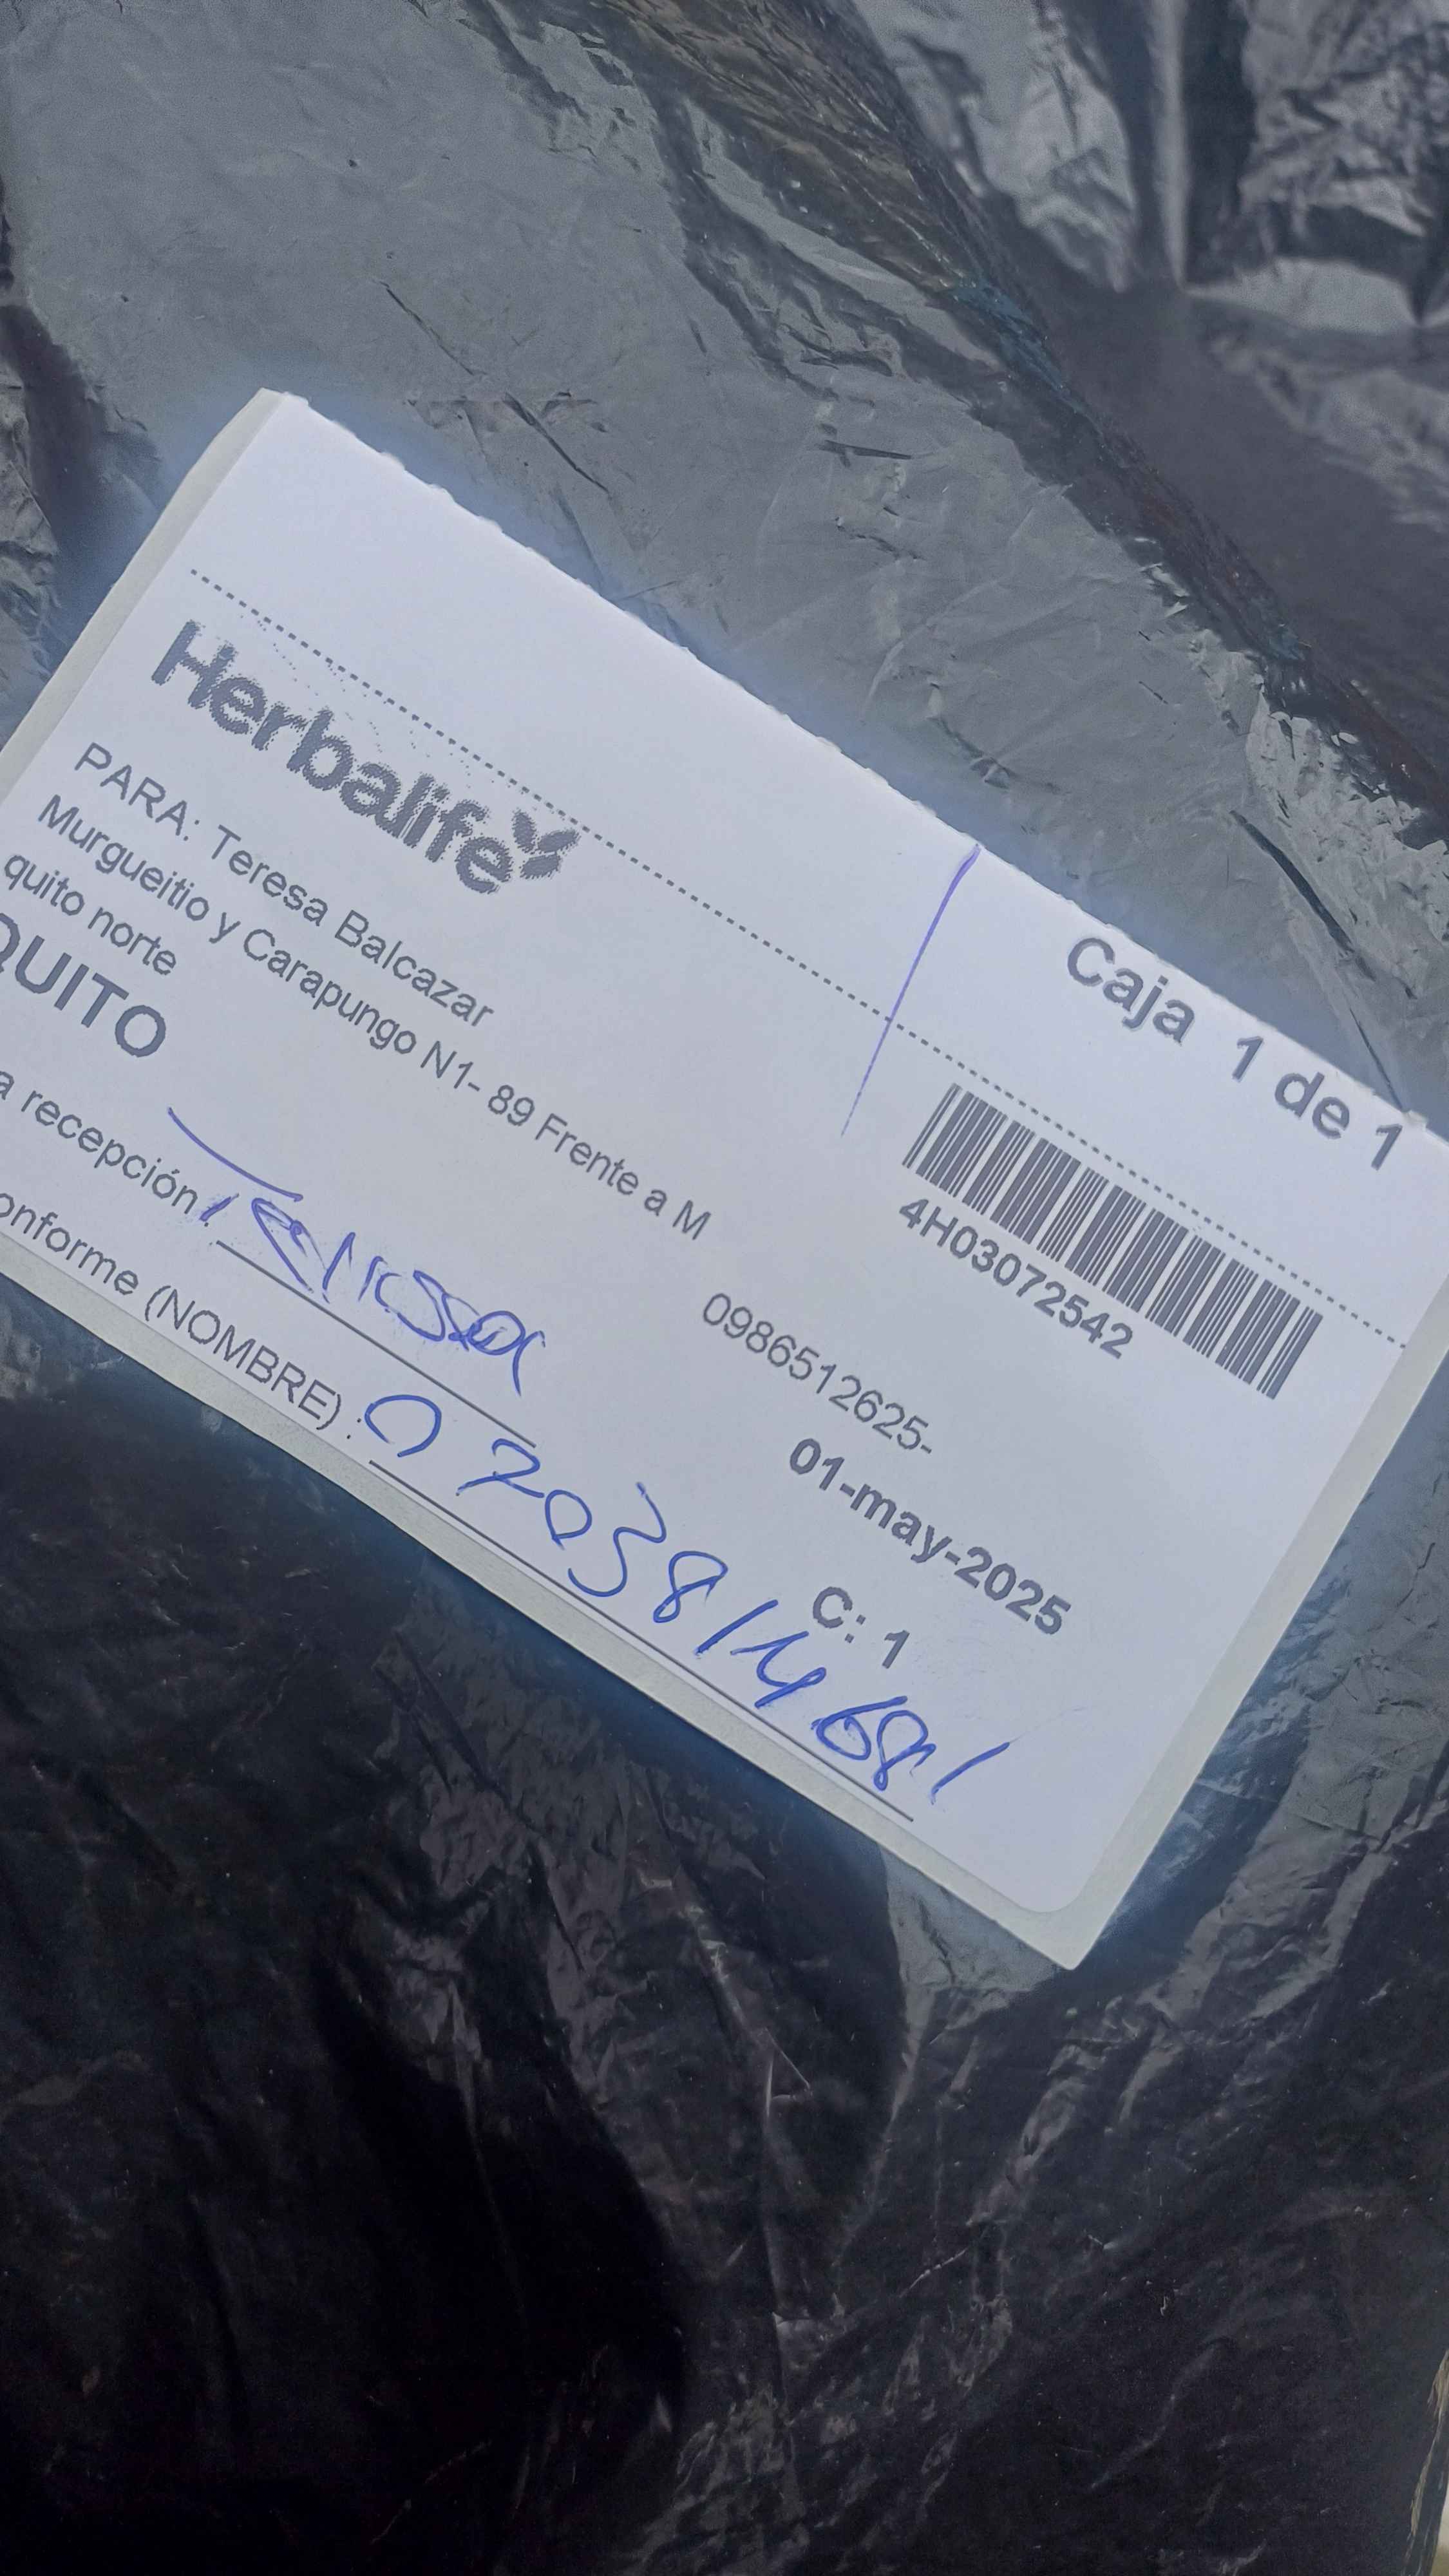 Caja 1 de 1
Herbalife
4H03072542
PARA: Teresa Balcazar
Murgueitio y Carapungo N1- 89 Frente a M
quito norte
0986512625-
QUITO
01-may-2025
a recepción :
C: 1
onforme (NOMBRE) : 0703814681